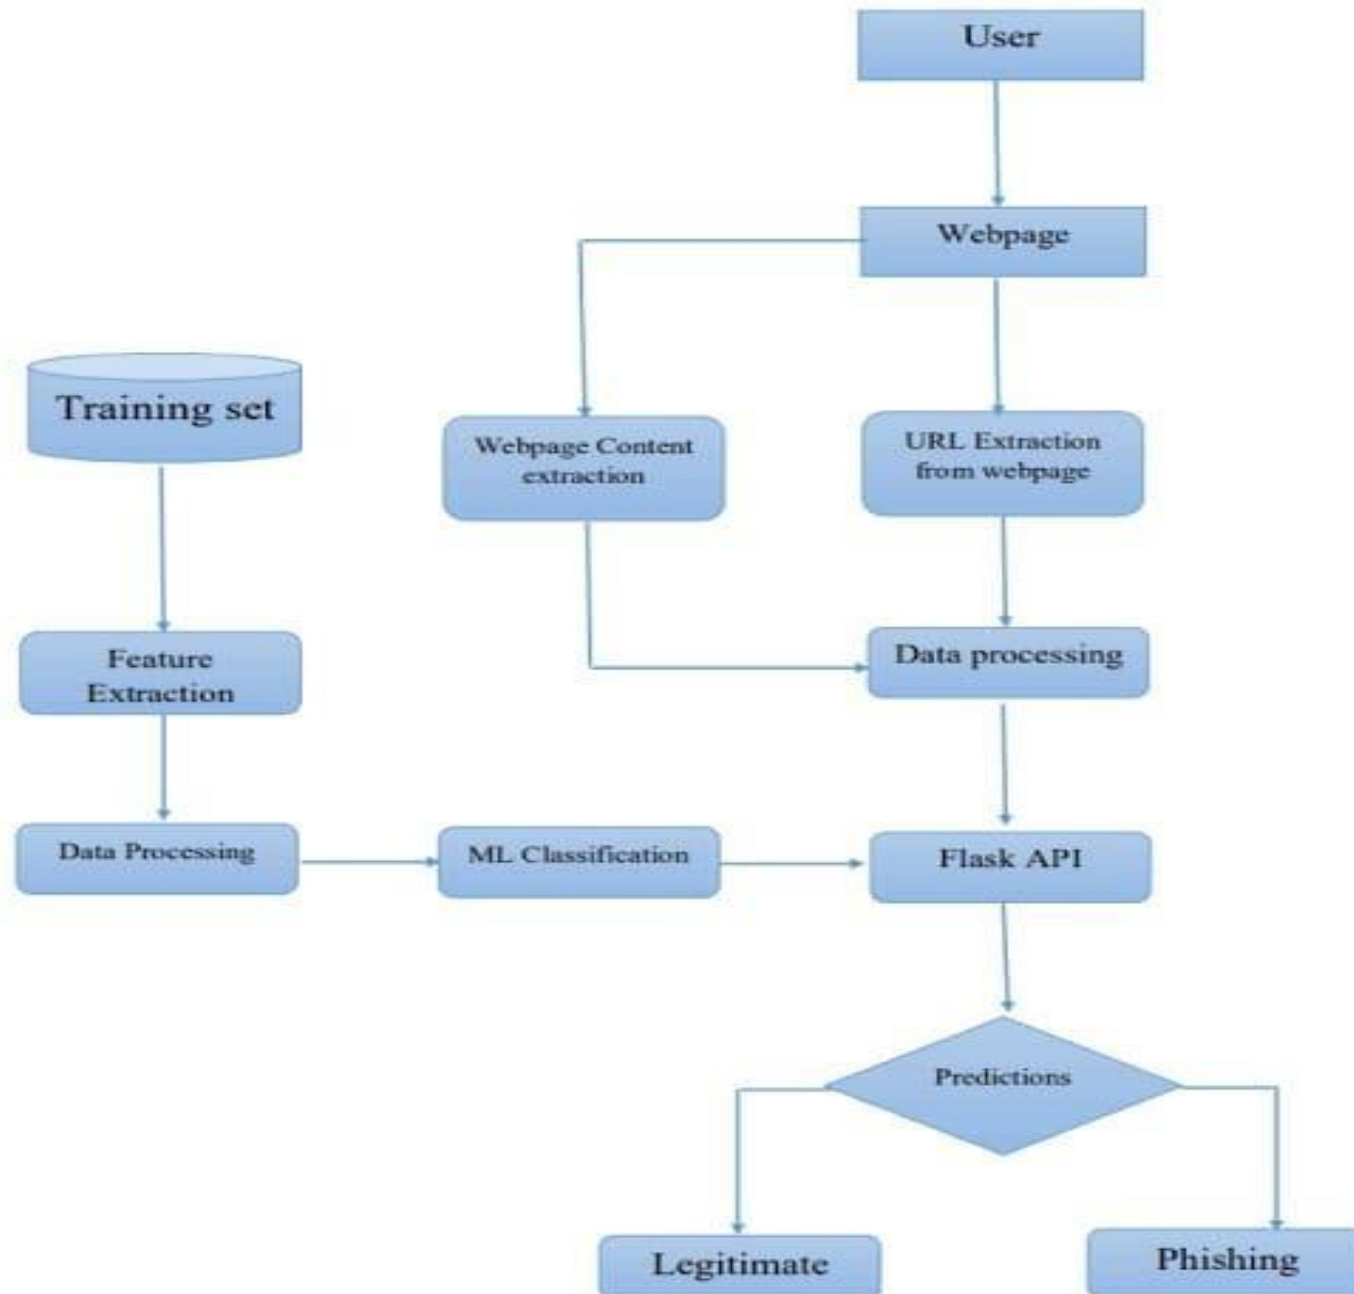 User
Webpage
Training set
Webpage Content
extraction
URL Extraction
from webpage
Feature
Extraction
Data processing
Data Processing
ML Classification
Flask API
Predictions
Legitimate
Phishing